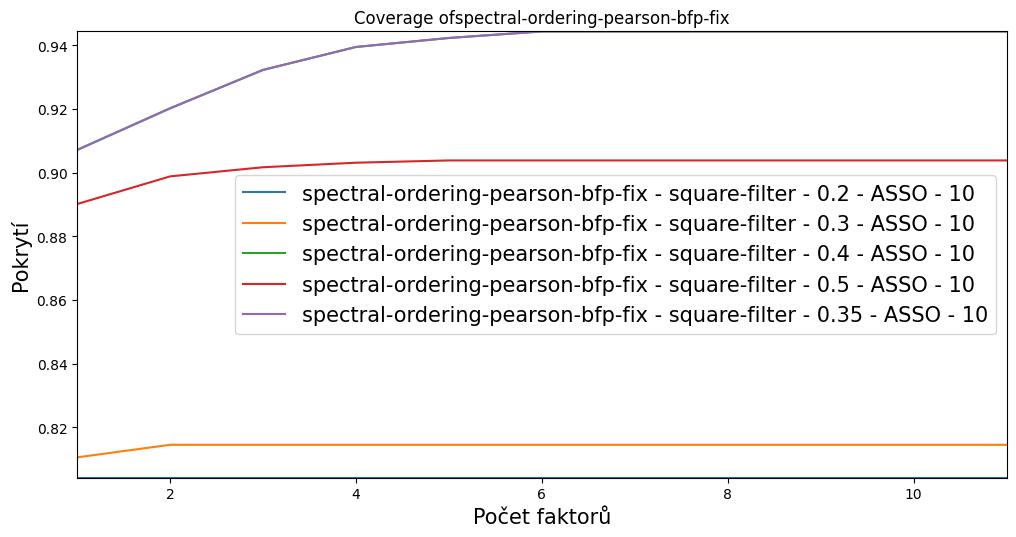 Coverage ofspectral-ordering-pearson-bfp-fix
0.94
0.92
0.90
0.88
0.86
0.84
0.82
Pokrytí
spectral-ordering-pearson-bfp-fix - square-filter - 0.2 - ASSO - 10
spectral-ordering-pearson-bfp-fix - square-filter - 0.3 - ASSO - 10
spectral-ordering-pearson-bfp-fix - square-filter - 0.4 - ASSO - 10
spectral-ordering-pearson-bfp-fix - square-filter - 0.5 - ASSO - 10
spectral-ordering-pearson-bfp-fix - square-filter - 0.35 - ASSO - 10
2 4 6 8 10
Počet faktorů